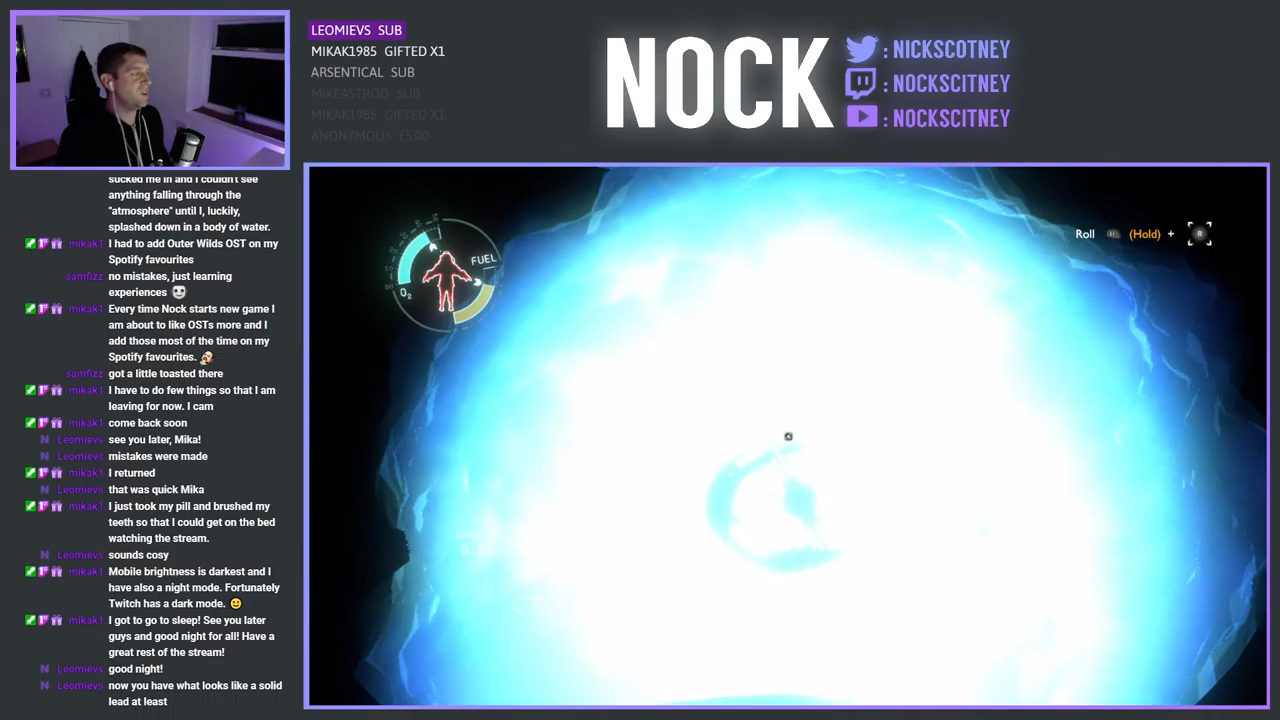 LEOMIEVS SUB
MIKAK1985 GIFTED X1
ARSENTICAL SUB
MIKEASTROD SUB
MIKAK1985 GIFTED X1
ANONYMOUS £5.00
NOCK
: NICKSCOTNEY
: NOCKSCITNEY
: NOCKSCITNEY
sucked me in and I couldn't see
anything falling through the
"atmosphere" until I, luckily,
splashed down in a body of water.
mikak1 I had to add Outer Wilds OST on my
Spotify favourites
samfizz no mistakes, just learning
experiences
mikak1 Every time Nock starts new game I
am about to like OSTs more and I
add those most of the time on my
Spotify favourites.
samfizz got a little toasted there
mikak1 I have to do few things so that I am
leaving for now. I cam
mikak1 come back soon
N Leomievs see you later, Mika!
N Leomievs mistakes were made
mikak1 I returned
N Leomievs that was quick Mika
mikak1 I just took my pill and brushed my
teeth so that I could get on the bed
watching the stream.
N Leomievs sounds cosy
mikak1 Mobile brightness is darkest and I
have also a night mode. Fortunately
Twitch has a dark mode.
mikak1 I got to go to sleep! See you later
guys and good night for all! Have a
great rest of the stream!
N Leomievs good night!
N Leomievs now you have what looks like a solid
lead at least
FUEL
O₂
Roll (Hold) + R